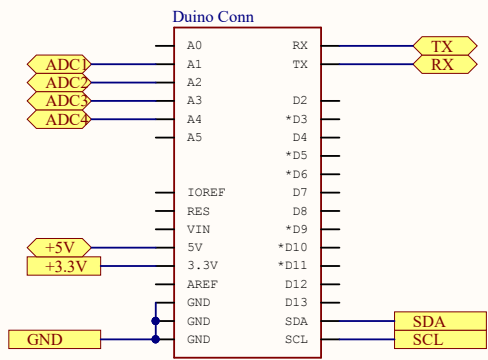 Duino Conn
A0 RX TX
ADC1 A1 TX RX
ADC2 A2
ADC3 A3 D2
ADC4 A4 *D3
A5 D4
*D5
*D6
IOREF D7
RES D8
VIN *D9
+5V 5V *D10
+3.3V 3.3V *D11
AREF D12
GND D13
GND SDA SDA
GND GND SCL SCL